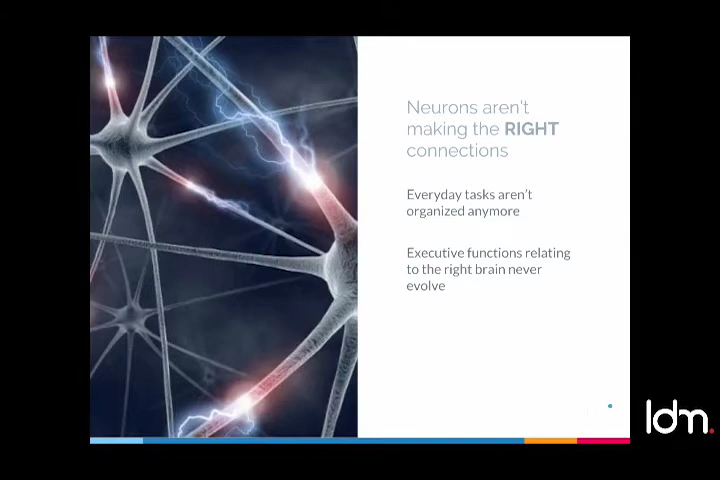 Neurons aren't
making the RIGHT
connections
Everyday tasks aren't
organized anymore
Executive functions relating
to the right brain never
evolve
ldm.